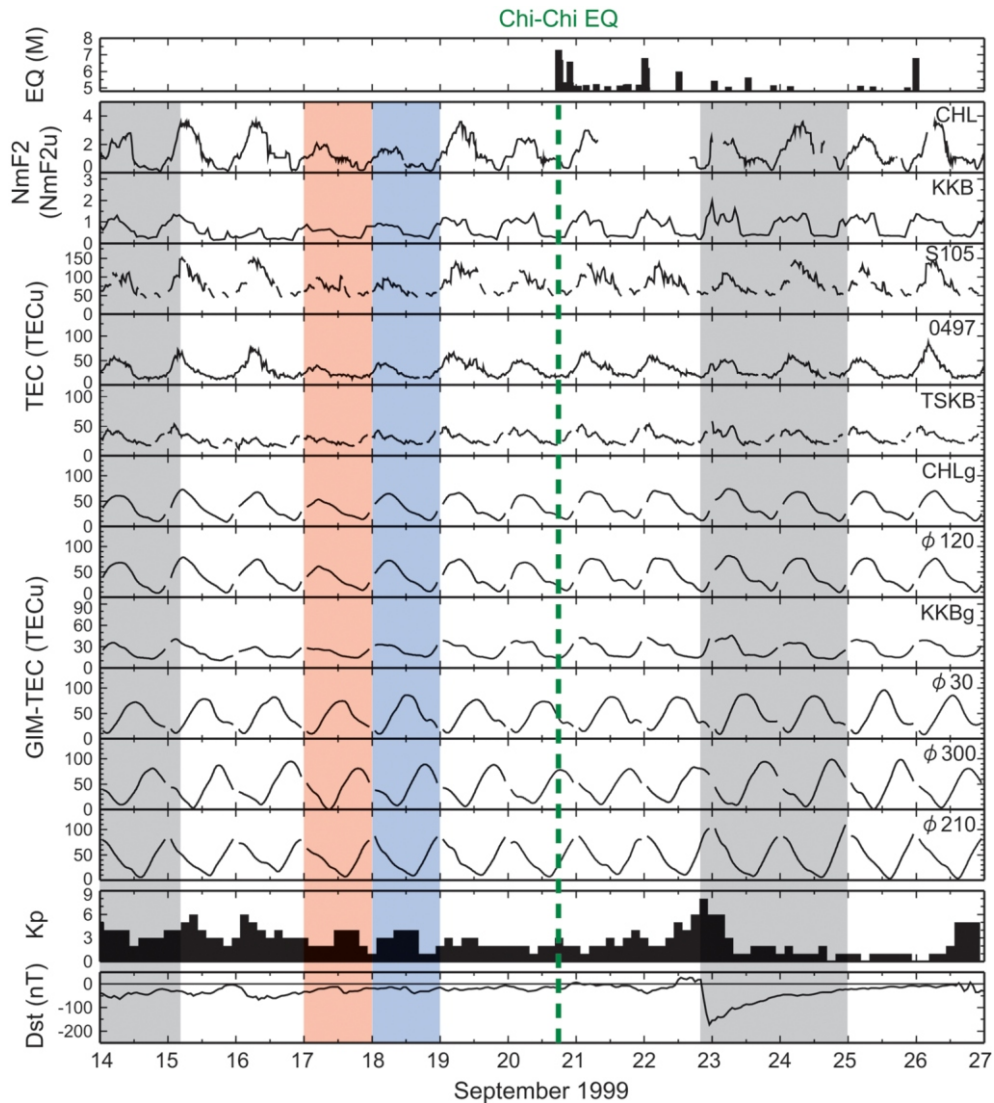 Chi-Chi EQ
EQ (M)
8
7
6
5
NmF2
(NmF2u)
4
2
0
CHL
3
2
1
0
KKB
TEC (TECu)
150
100
50
0
S105
100
50
0
0497
100
50
0
TSKB
GIM-TEC (TECu)
100
50
0
CHLg
100
50
0
ϕ 120
90
60
30
0
KKBg
100
50
0
ϕ 30
100
50
0
ϕ 300
100
50
0
ϕ 210
Kp
9
6
3
0
Dst (nT)
0
-100
-200
14 15 16 17 18 19 20 21 22 23 24 25 26 27
September 1999